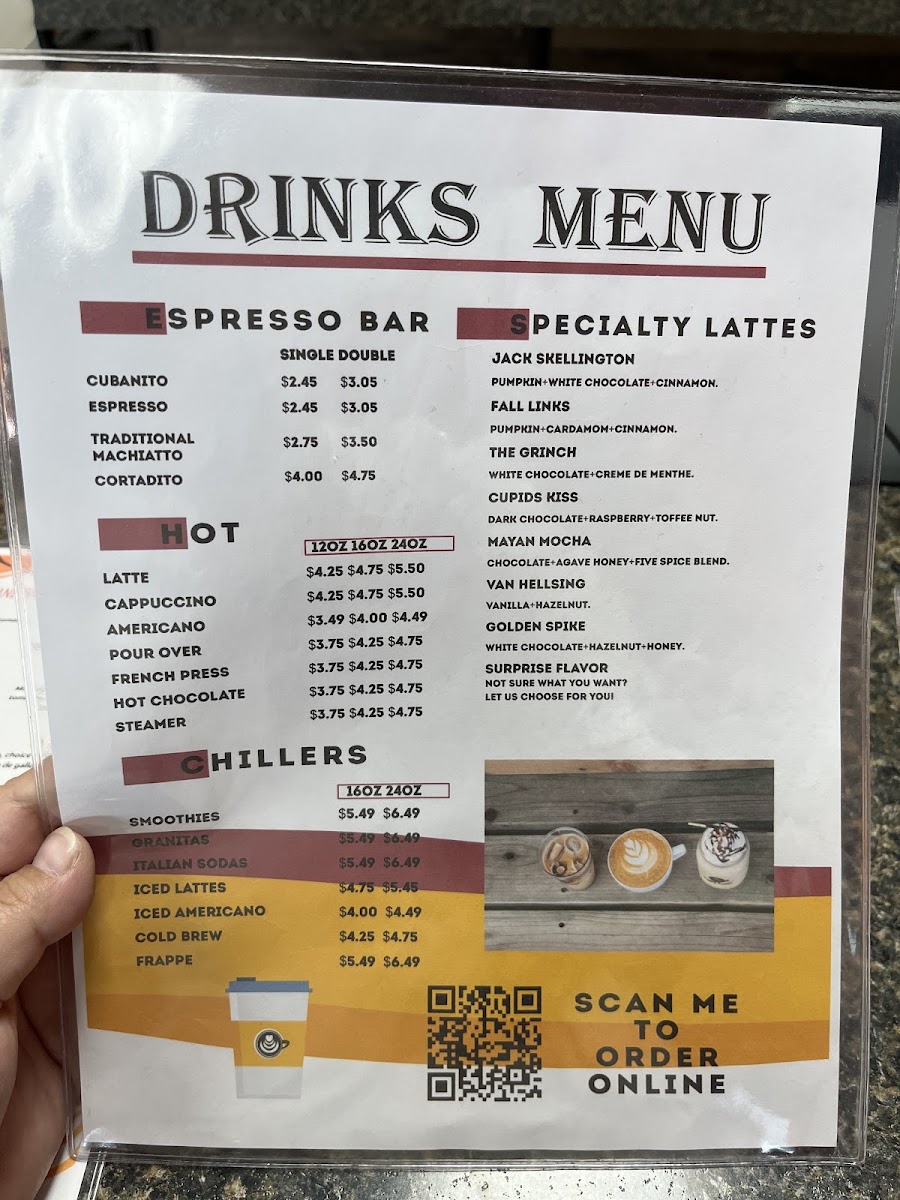 DRINKS MENU
ESPRESSO BAR
SINGLE DOUBLE
CUBANITO $2.45 $3.05
ESPRESSO $2.45 $3.05
TRADITIONAL
MACHIATTO $2.75 $3.50
CORTADITO $4.00 $4.75
HOT
12OZ 16OZ 24OZ
LATTE $4.25 $4.75 $5.50
CAPPUCCINO $4.25 $4.75 $5.50
AMERICANO $3.49 $4.00 $4.49
POUR OVER $3.75 $4.25 $4.75
FRENCH PRESS $3.75 $4.25 $4.75
HOT CHOCOLATE $3.75 $4.25 $4.75
STEAMER $3.75 $4.25 $4.75
CHILLERS
16OZ 24OZ
SMOOTHIES $5.49 $6.49
GRANITAS $5.49 $6.49
ITALIAN SODAS $5.49 $6.49
ICED LATTES $4.75 $5.45
ICED AMERICANO $4.00 $4.49
COLD BREW $4.25 $4.75
FRAPPE $5.49 $6.49
SPECIALTY LATTES
JACK SKELLINGTON
PUMPKIN+WHITE CHOCOLATE+CINNAMON.
FALL LINKS
PUMPKIN+CARDAMOM+CINNAMON.
THE GRINCH
WHITE CHOCOLATE+CREME DE MENTHE.
CUPIDS KISS
DARK CHOCOLATE+RASPBERRY+TOFFEE NUT.
MAYAN MOCHA
CHOCOLATE+AGAVE HONEY+FIVE SPICE BLEND.
VAN HELLSING
VANILLA+HAZELNUT.
GOLDEN SPIKE
WHITE CHOCOLATE+HAZELNUT+HONEY.
SURPRISE FLAVOR
NOT SURE WHAT YOU WANT?
LET US CHOOSE FOR YOU!
SCAN ME
TO
ORDER
ONLINE